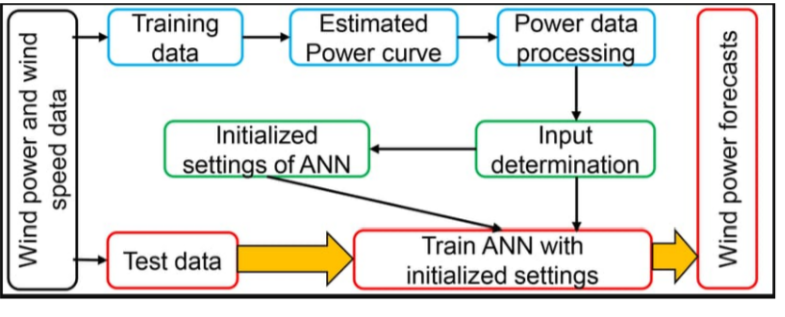 Wind power and wind
speed data
Training
data
Estimated
Power curve
Power data
processing
Initialized
settings of ANN
Input
determination
Test data
Train ANN with
initialized settings
Wind power forecasts